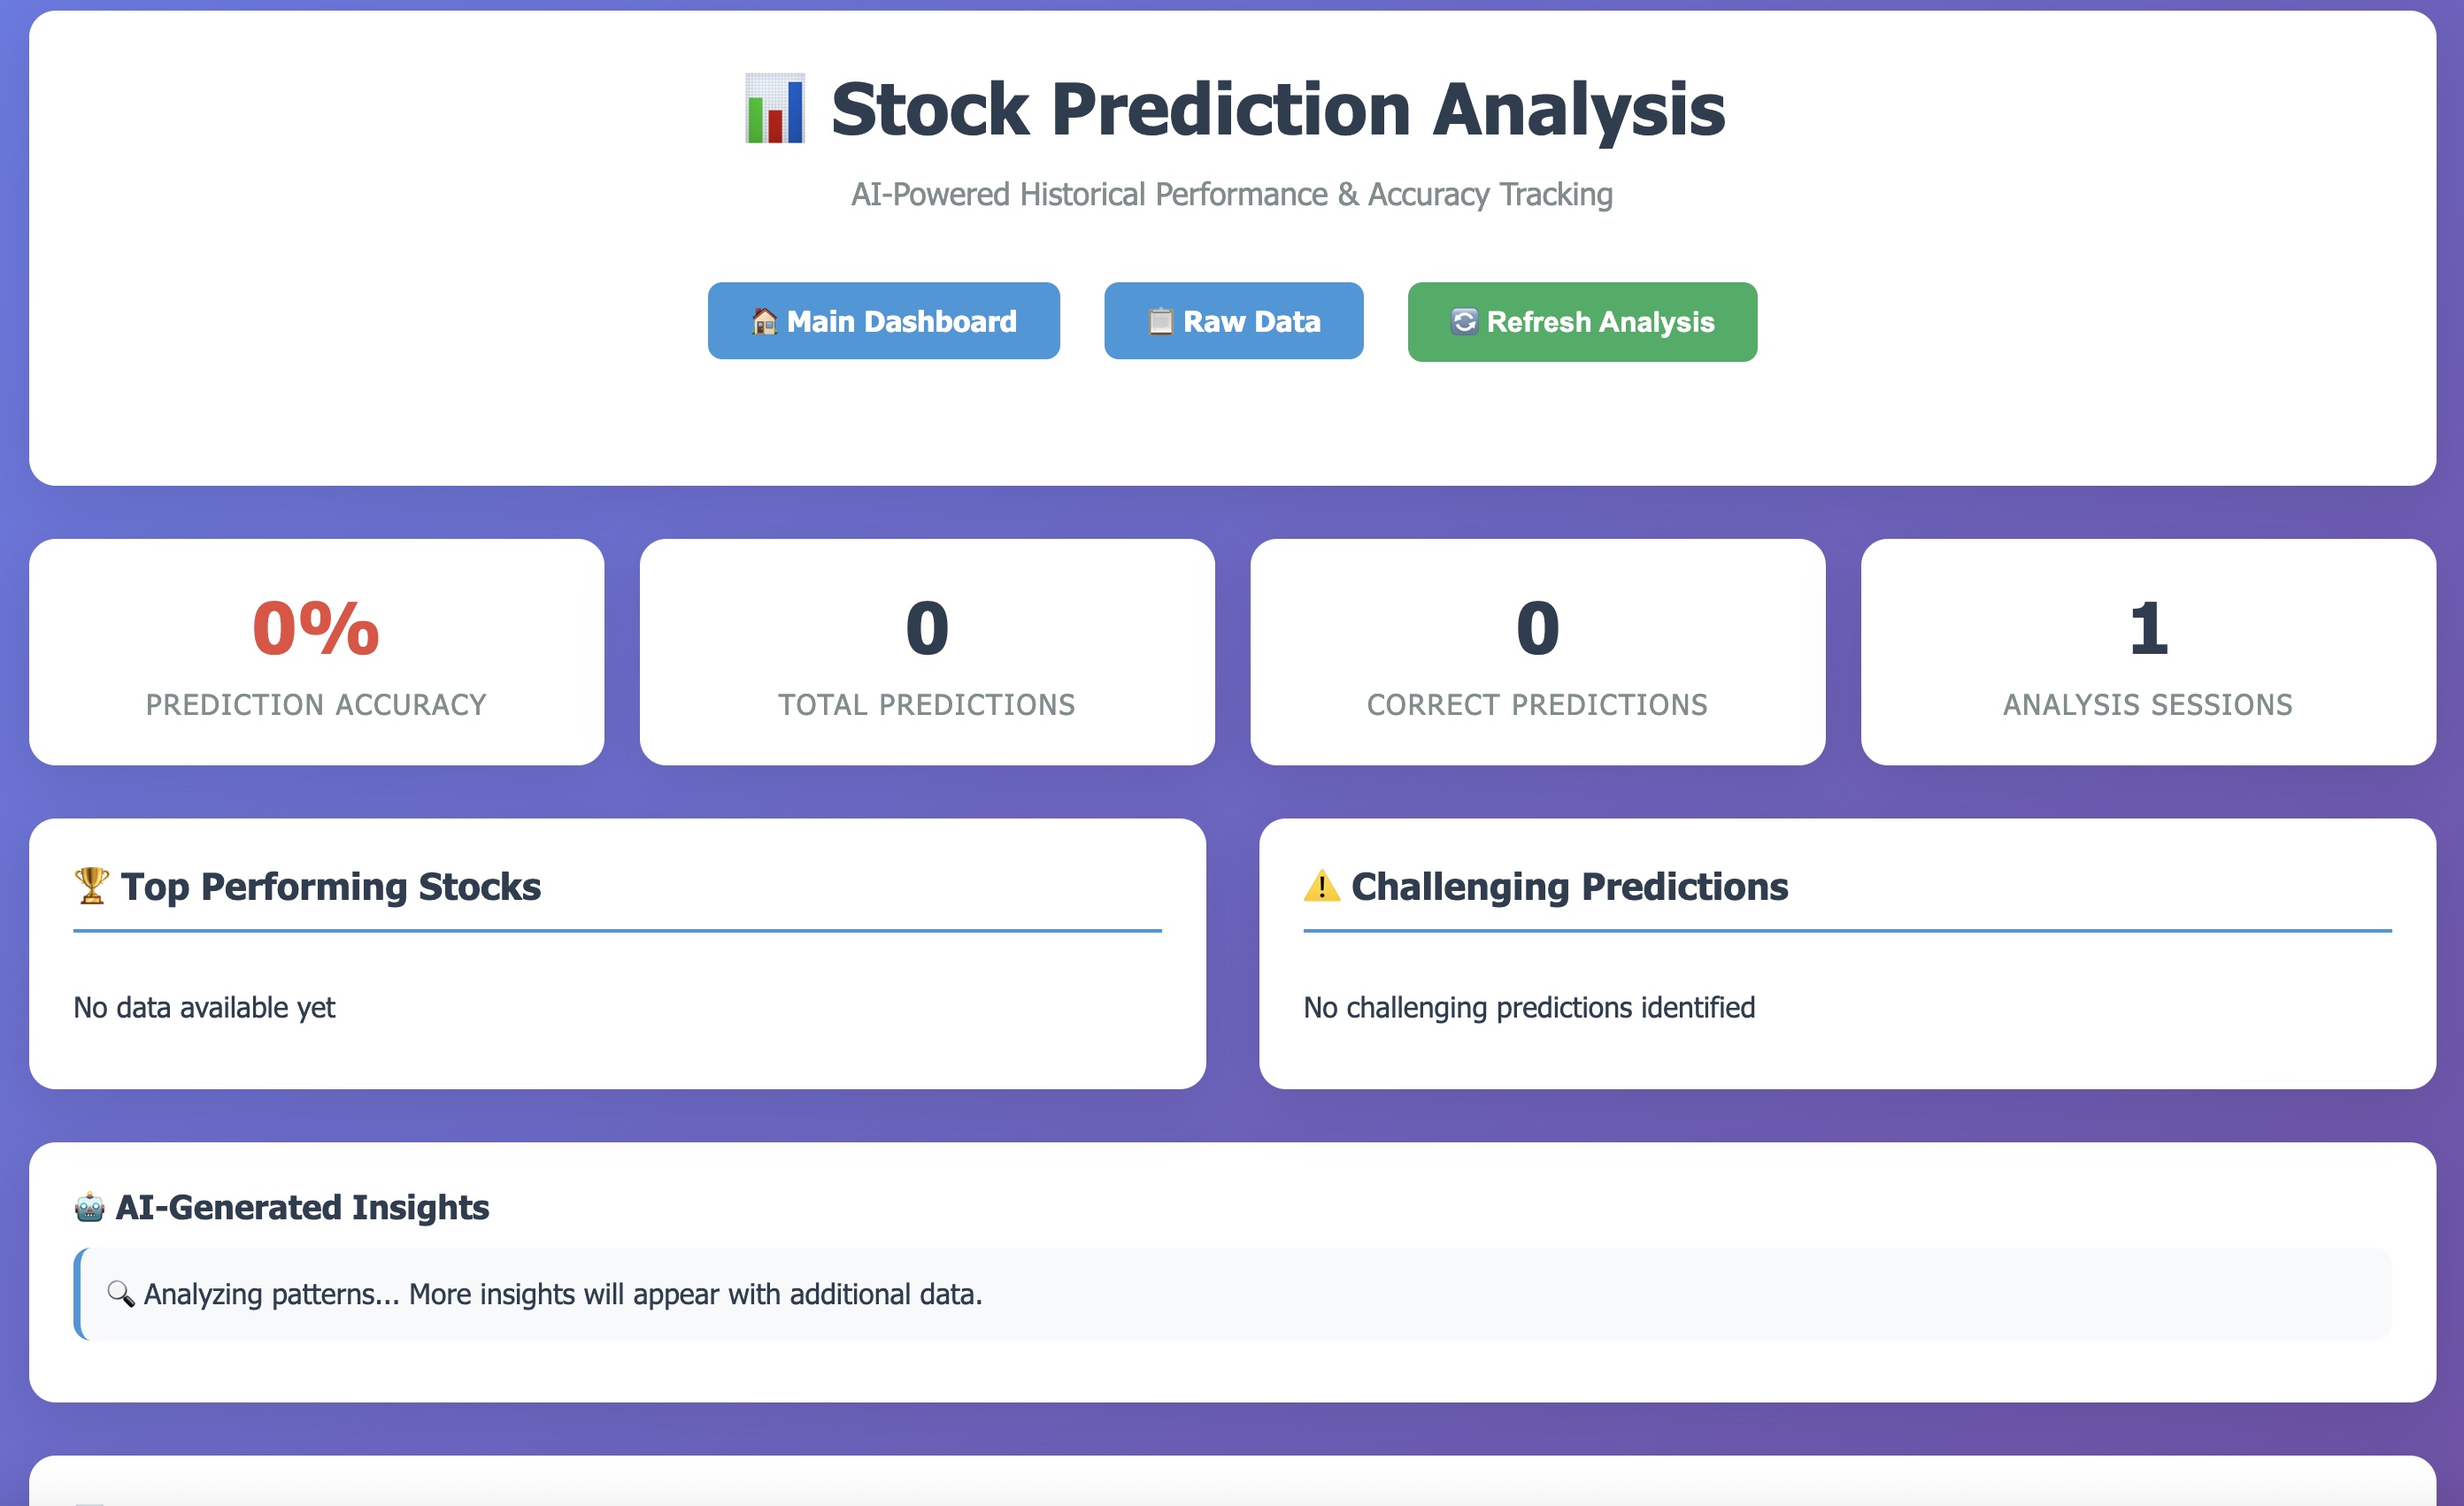 Stock Prediction Analysis
AI-Powered Historical Performance & Accuracy Tracking
Main Dashboard
Raw Data
Refresh Analysis
0%
PREDICTION ACCURACY
0
TOTAL PREDICTIONS
0
CORRECT PREDICTIONS
1
ANALYSIS SESSIONS
Top Performing Stocks
No data available yet
Challenging Predictions
No challenging predictions identified
AI-Generated Insights
Analyzing patterns... More insights will appear with additional data.